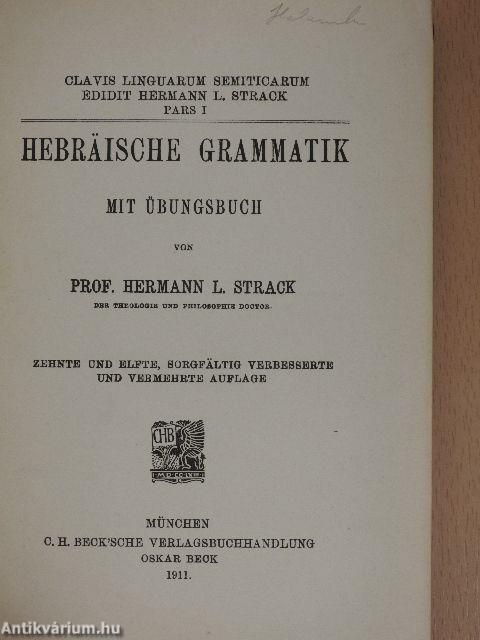 CLAVIS LINGUARUM SEMITICARUM
EDIDIT HERMANN L. STRACK
PARS I
HEBRÄISCHE GRAMMATIK
MIT ÜBUNGSBUCH
VON
PROF. HERMANN L. STRACK
DER THEOLOGIE UND PHILOSOPHIE DOCTOR.
ZEHNTE UND ELFTE, SORGFÄLTIG VERBESSERTE
UND VERMEHRTE AUFLAGE
CHB
MÜNCHEN
C. H. BECK'SCHE VERLAGSBUCHHANDLUNG
OSKAR BECK
1911.
Antikvárium.hu